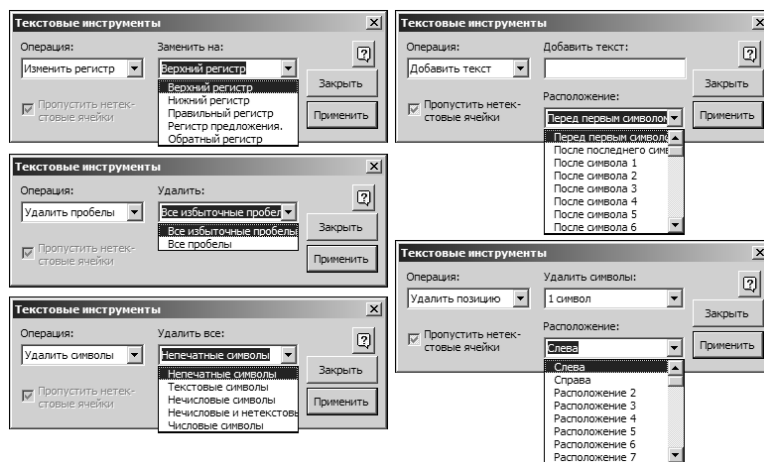 Текстовые инструменты
Операция:
Заменить на:
Изменить регистр
Верхний регистр
Верхний регистр
Нижний регистр
Правильный регистр
Регистр предложения.
Обратный регистр
Пропустить нетек-
стовые ячейки
Закрыть
Применить
Текстовые инструменты
Операция:
Удалить:
Удалить пробелы
Все избыточные пробел
Все избыточные пробелы
Все пробелы
Пропустить нетек-
стовые ячейки
Закрыть
Применить
Текстовые инструменты
Операция:
Удалить все:
Удалить символы
Непечатные символы
Непечатные символы
Текстовые символы
Нечисловые символы
Нечисловые и нетекстовы
Числовые символы
Пропустить нетек-
стовые ячейки
Закрыть
Применить
Текстовые инструменты
Операция:
Добавить текст:
Добавить текст
Расположение:
Перед первым символом
Перед первым символо
После последнего симв
После символа 1
После символа 2
После символа 3
После символа 4
После символа 5
После символа 6
Пропустить нетек-
стовые ячейки
Закрыть
Применить
Текстовые инструменты
Операция:
Удалить символы:
Удалить позицию
1 символ
Расположение:
Слева
Слева
Справа
Расположение 2
Расположение 3
Расположение 4
Расположение 5
Расположение 6
Расположение 7
Пропустить нетек-
стовые ячейки
Закрыть
Применить